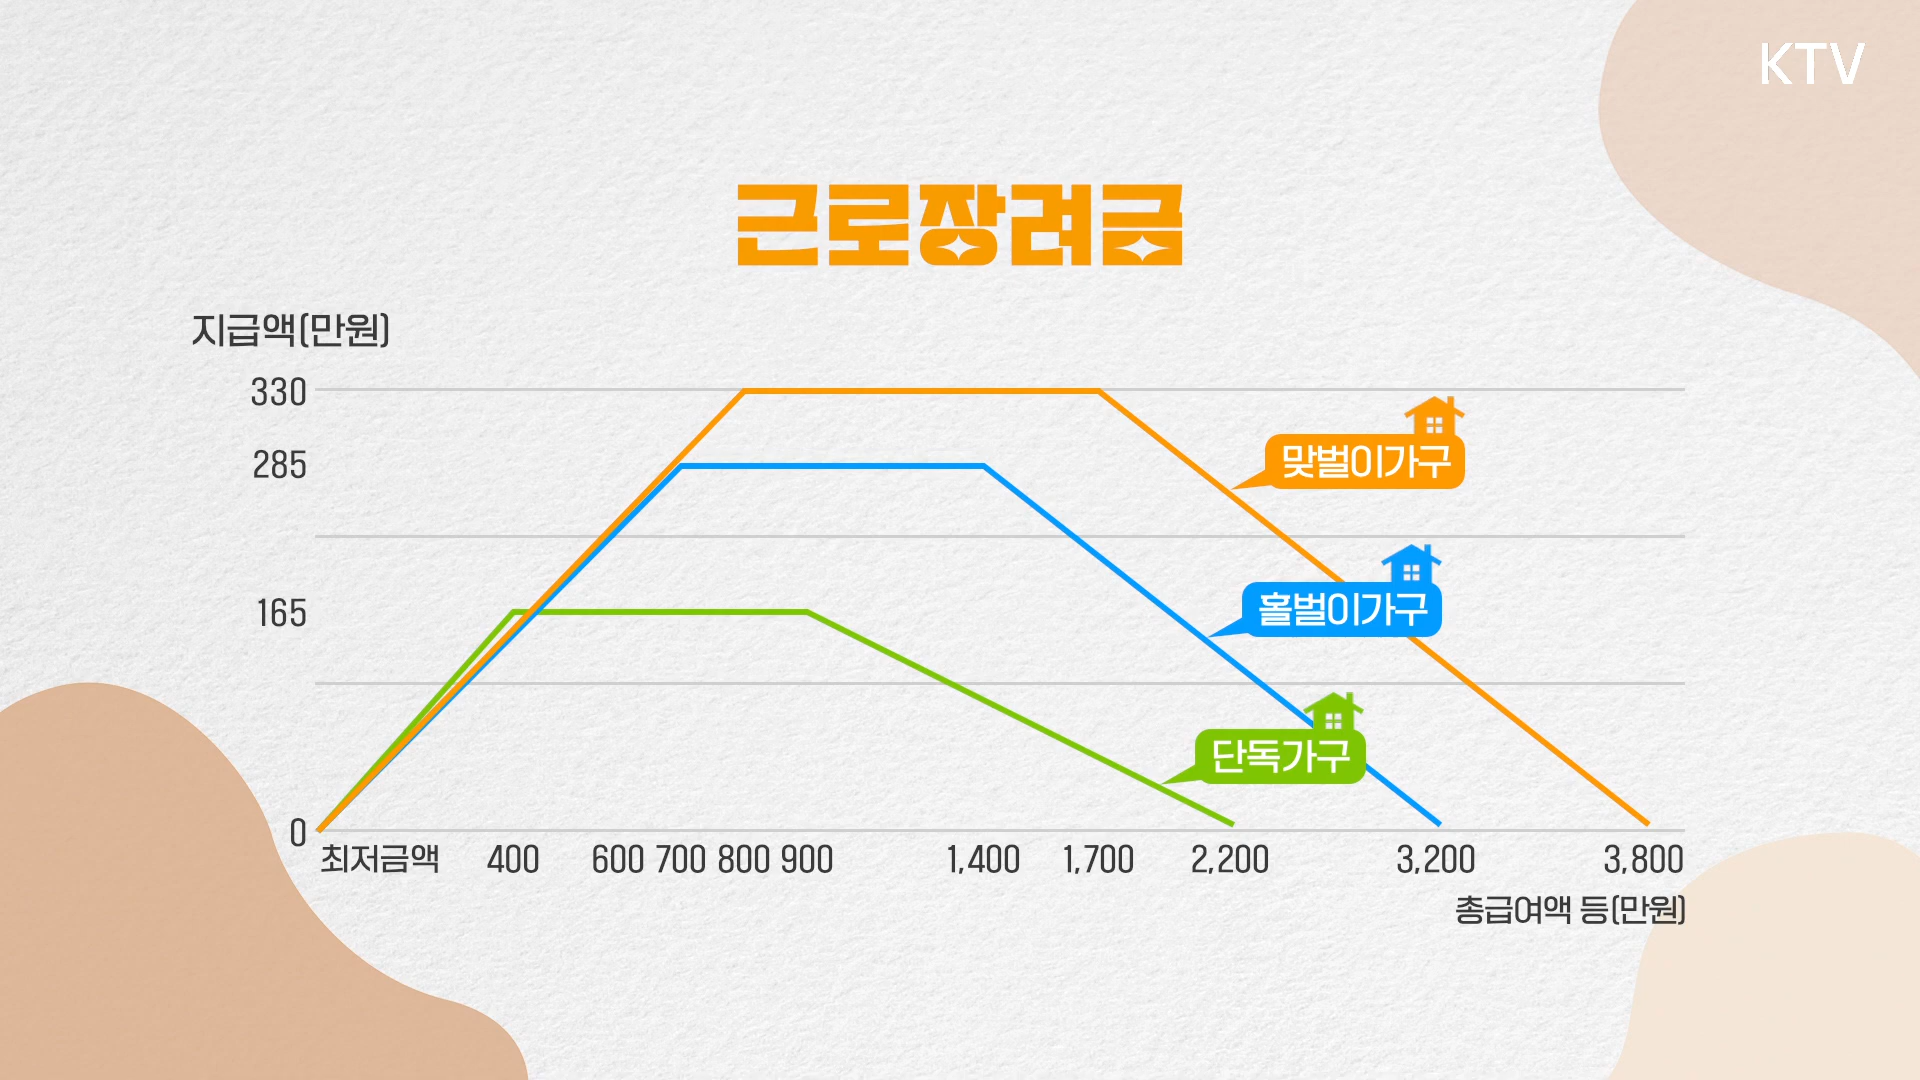 KTV
근로장려금
지급액(만원)
330
285
165
0
맞벌이가구
홀벌이가구
단독가구
최저금액 400 600 700 800 900 1,400 1,700 2,200 3,200 3,800
총급여액 등(만원)